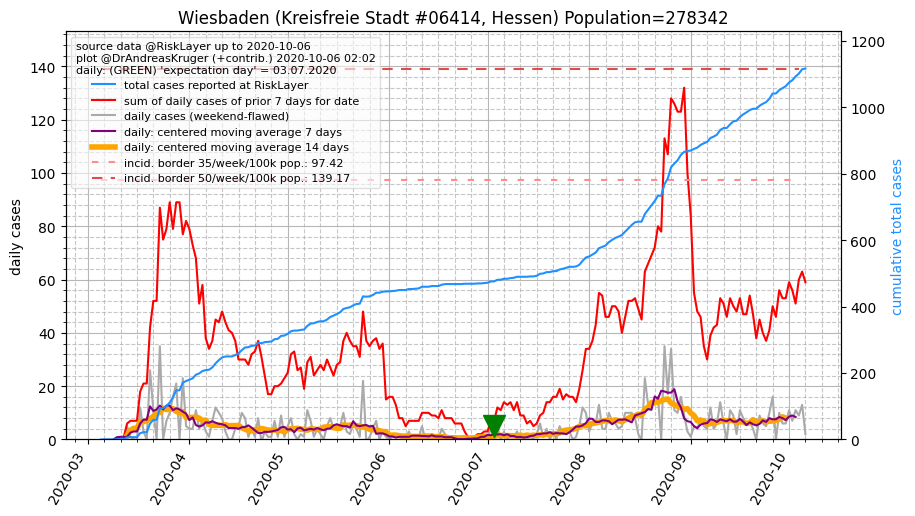 Wiesbaden (Kreisfreie Stadt #06414, Hessen) Population=278342
source data @RiskLayer up to 2020-10-06
plot @DrAndreasKruger (+contrib.) 2020-10-06 02:02
daily: (GREEN) 'expectation day' = 03.07.2020
total cases reported at RiskLayer
sum of daily cases of prior 7 days for date
daily cases (weekend-flawed)
daily: centered moving average 7 days
daily: centered moving average 14 days
incid. border 35/week/100k pop.: 97.42
incid. border 50/week/100k pop.: 139.17
daily cases
140
120
100
80
60
40
20
0
1200
1000
800
600
400
200
0
cumulative total cases
2020-03
2020-04
2020-05
2020-06
2020-07
2020-08
2020-09
2020-10